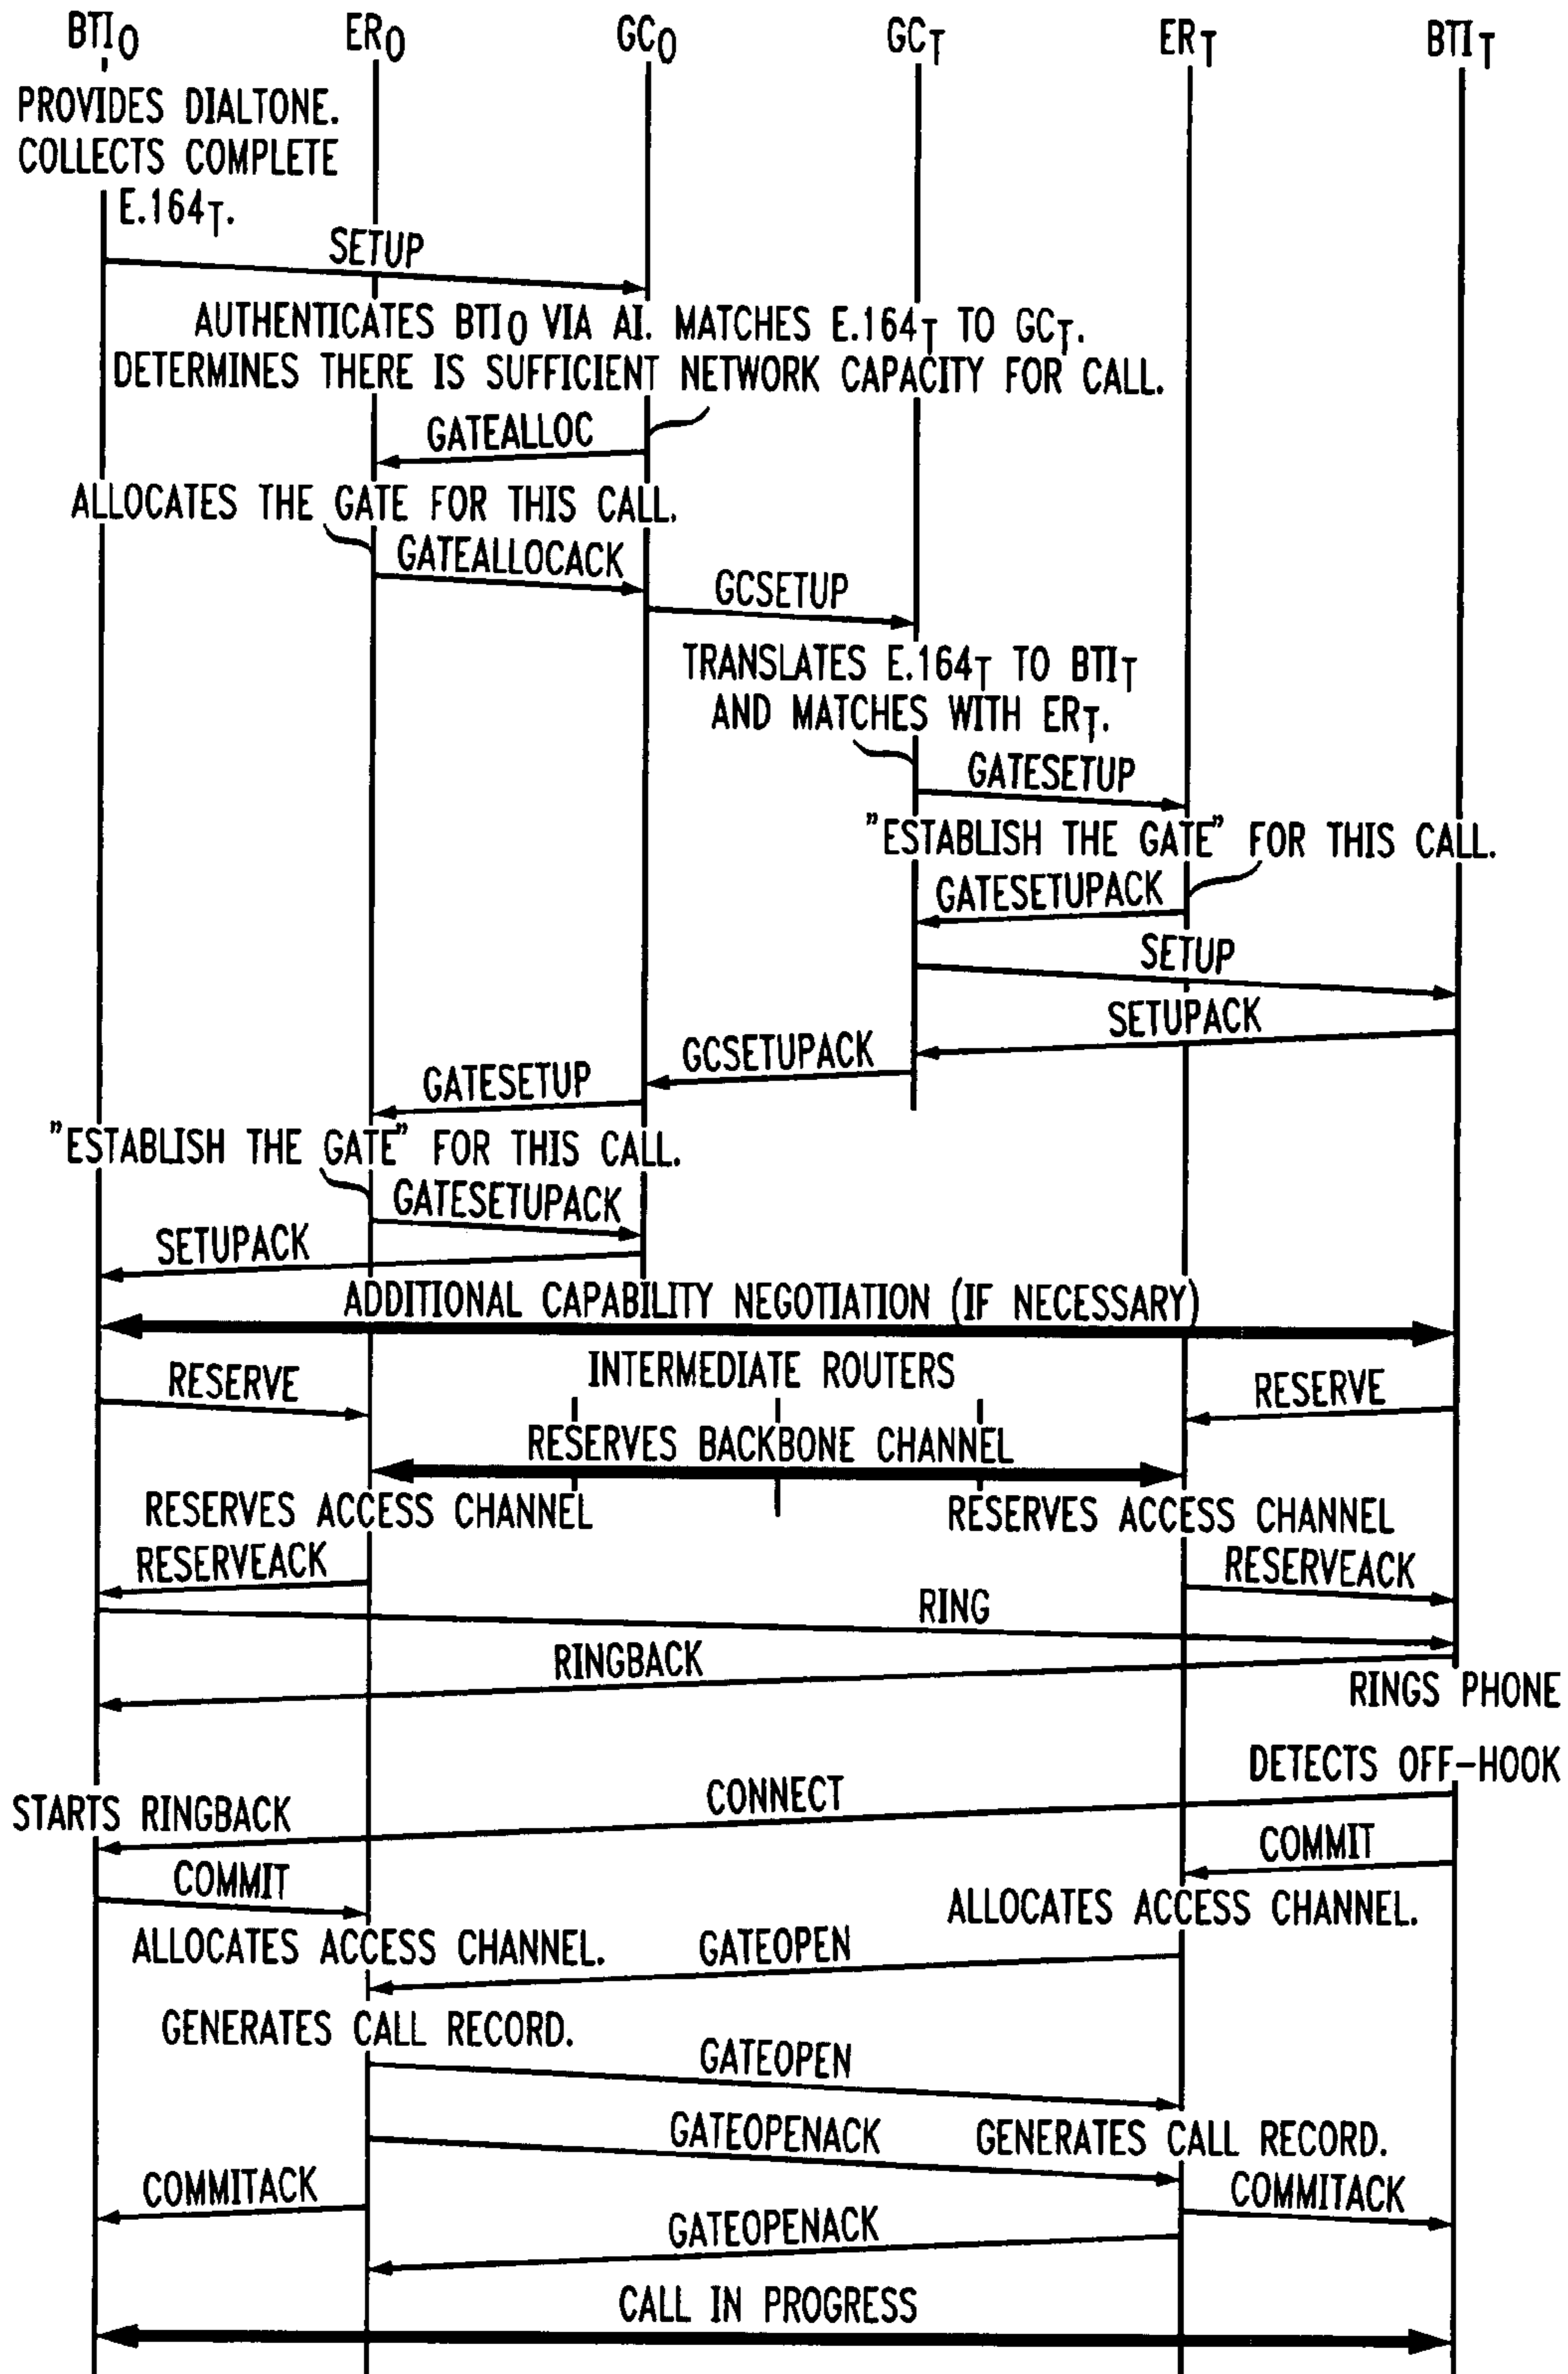 BTIO ERO GCO GCT ERT BTIT
PROVIDES DIALTONE.
COLLECTS COMPLETE
E.164T.
SETUP
AUTHENTICATES BTIO VIA AI. MATCHES E.164T TO GCT.
DETERMINES THERE IS SUFFICIENT NETWORK CAPACITY FOR CALL.
GATEALLOC
ALLOCATES THE GATE FOR THIS CALL.
GATEALLOCACK
GCSETUP
TRANSLATES E.164T TO BTIT
AND MATCHES WITH ERT.
GATESETUP
"ESTABLISH THE GATE" FOR THIS CALL.
GATESETUPACK
SETUP
SETUPACK
GCSETUPACK
GATESETUP
"ESTABLISH THE GATE" FOR THIS CALL.
GATESETUPACK
SETUPACK
ADDITIONAL CAPABILITY NEGOTIATION (IF NECESSARY)
INTERMEDIATE ROUTERS
RESERVE
RESERVE
RESERVES BACKBONE CHANNEL
RESERVES ACCESS CHANNEL
RESERVES ACCESS CHANNEL
RESERVEACK
RESERVEACK
RING
RINGBACK
RINGS PHONE
DETECTS OFF-HOOK
CONNECT
STARTS RINGBACK
COMMIT
COMMIT
ALLOCATES ACCESS CHANNEL.
ALLOCATES ACCESS CHANNEL.
GATEOPEN
GENERATES CALL RECORD.
GATEOPEN
GATEOPENACK
GENERATES CALL RECORD.
COMMITACK
COMMITACK
GATEOPENACK
CALL IN PROGRESS